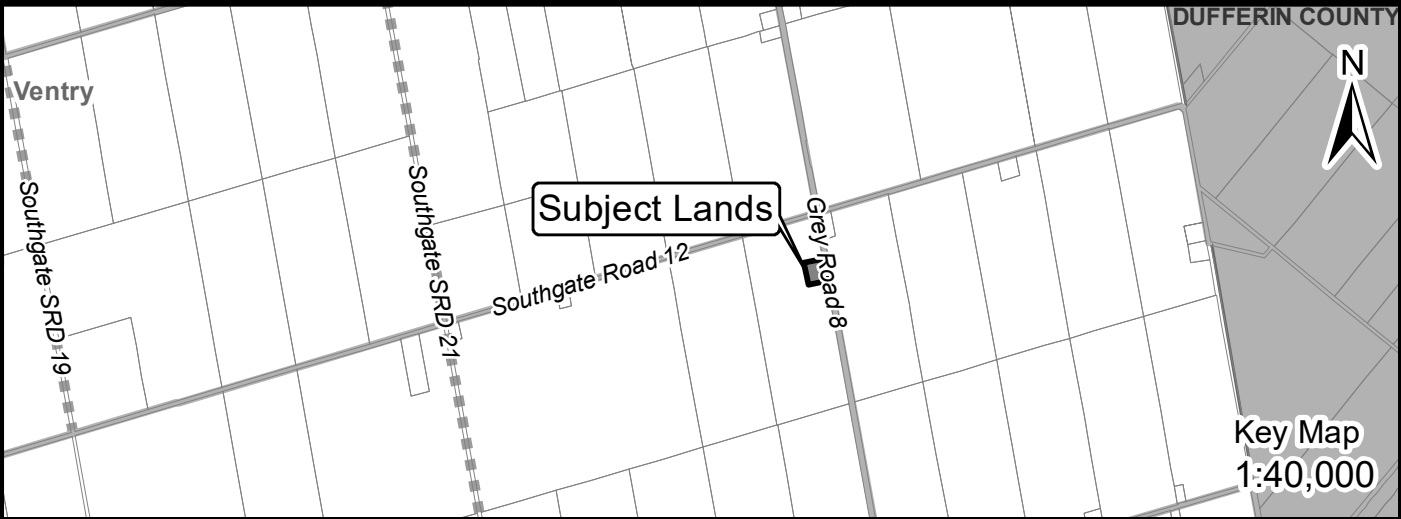 DUFFERIN COUNTY
N
Ventry
Southgate SRD 19
Southgate SRD 21
Subject Lands
Grey Road 8
Southgate Road 12
Key Map
1:40,000